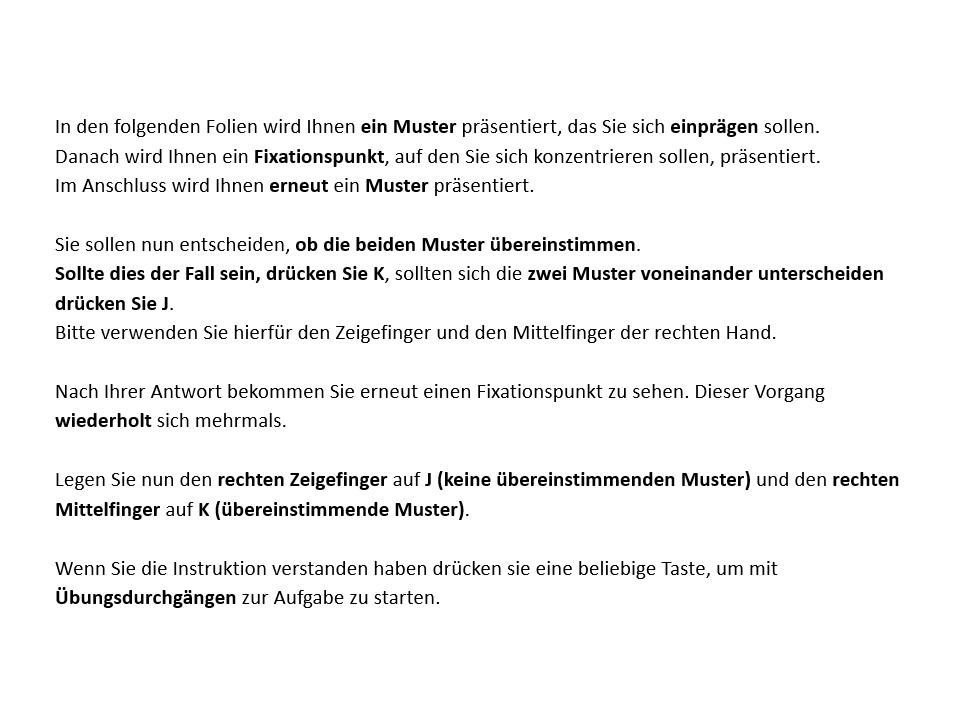 In den folgenden Folien wird Ihnen ein Muster präsentiert, das Sie sich einprägen sollen.
Danach wird Ihnen ein Fixationspunkt, auf den Sie sich konzentrieren sollen, präsentiert.
Im Anschluss wird Ihnen erneut ein Muster präsentiert.
Sie sollen nun entscheiden, ob die beiden Muster übereinstimmen.
Sollte dies der Fall sein, drücken Sie K, sollten sich die zwei Muster voneinander unterscheiden
drücken Sie J.
Bitte verwenden Sie hierfür den Zeigefinger und den Mittelfinger der rechten Hand.
Nach Ihrer Antwort bekommen Sie erneut einen Fixationspunkt zu sehen. Dieser Vorgang
wiederholt sich mehrmals.
Legen Sie nun den rechten Zeigefinger auf J (keine übereinstimmenden Muster) und den rechten
Mittelfinger auf K (übereinstimmende Muster).
Wenn Sie die Instruktion verstanden haben drücken sie eine beliebige Taste, um mit
Übungsdurchgängen zur Aufgabe zu starten.